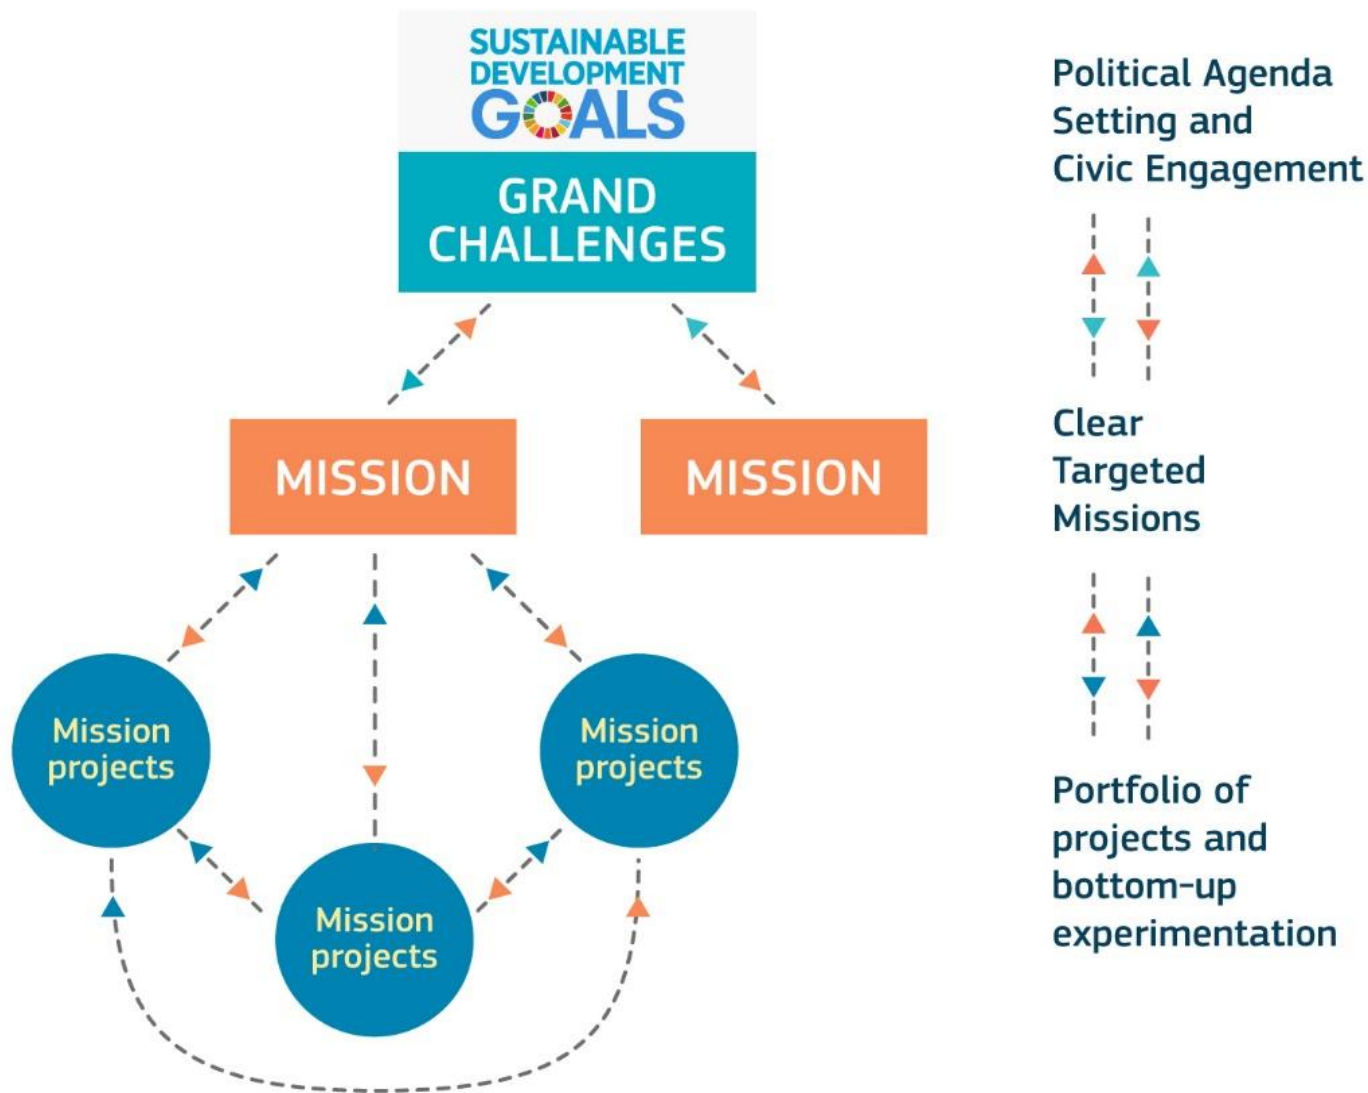 SUSTAINABLE
DEVELOPMENT
GOALS
GRAND
CHALLENGES
MISSION
MISSION
Mission
projects
Mission
projects
Mission
projects
Political Agenda
Setting and
Civic Engagement
Clear
Targeted
Missions
Portfolio of
projects and
bottom-up
experimentation